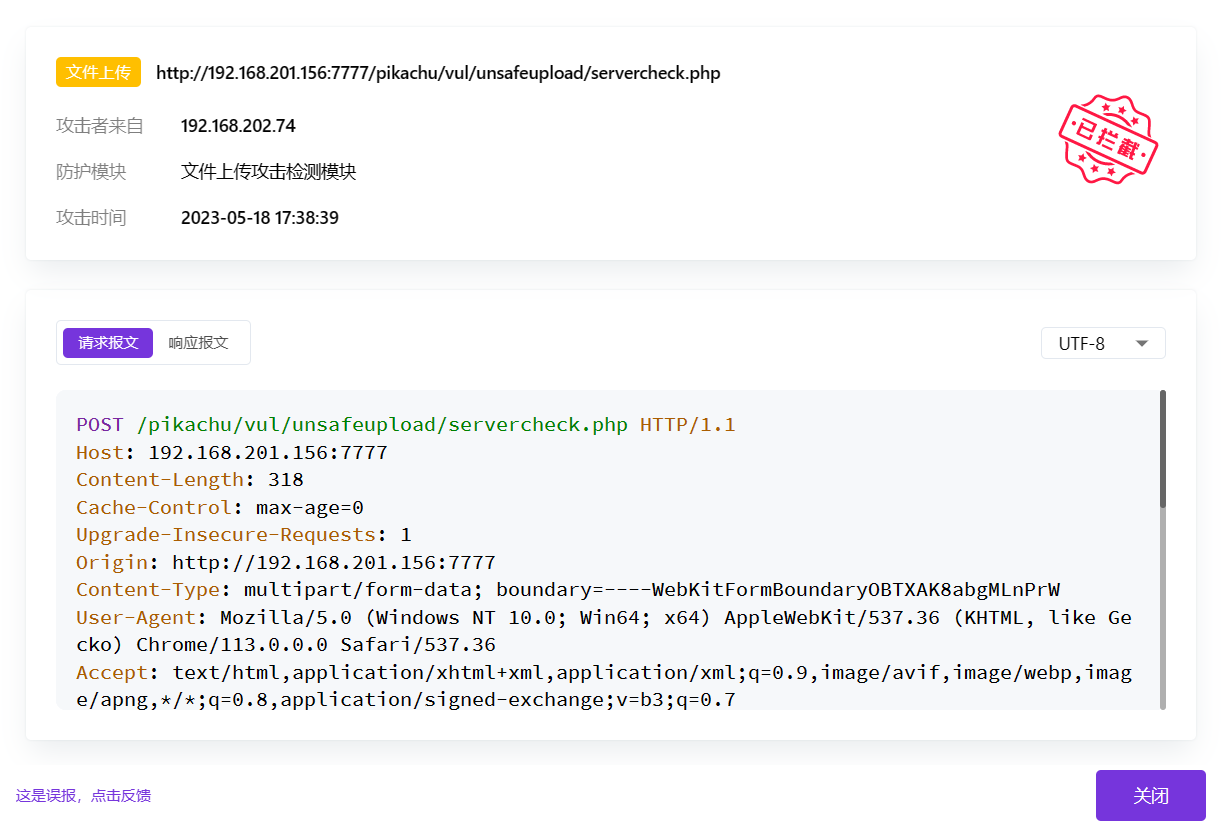 文件上传 http://192.168.201.156:7777/pikachu/vul/unsafeupload/servercheck.php
攻击者来自 192.168.202.74
防护模块 文件上传攻击检测模块
攻击时间 2023-05-18 17:38:39
已拦截
请求报文 响应报文 UTF-8
POST /pikachu/vul/unsafeupload/servercheck.php HTTP/1.1
Host: 192.168.201.156:7777
Content-Length: 318
Cache-Control: max-age=0
Upgrade-Insecure-Requests: 1
Origin: http://192.168.201.156:7777
Content-Type: multipart/form-data; boundary=----WebKitFormBoundaryOBTXAK8abgMLnPrW
User-Agent: Mozilla/5.0 (Windows NT 10.0; Win64; x64) AppleWebKit/537.36 (KHTML, like Ge
cko) Chrome/113.0.0.0 Safari/537.36
Accept: text/html,application/xhtml+xml,application/xml;q=0.9,image/avif,image/webp,imag
e/apng,*/*;q=0.8,application/signed-exchange;v=b3;q=0.7
这是误报，点击反馈 关闭